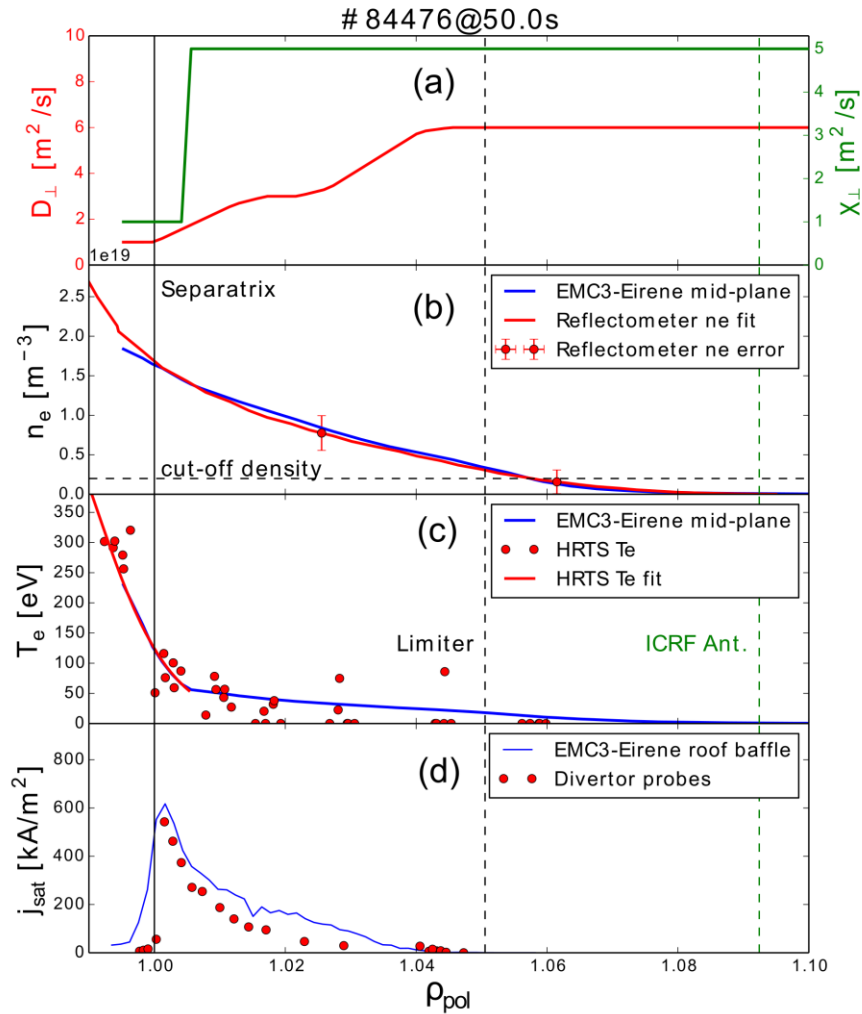 # 84476@50.0s
(a)
D⊥ [m²/s]
10
8
6
4
2
0
5
4
3
2
1
0
χ⊥ [m²/s]
1e19
(b)
Separatrix
EMC3-Eirene mid-plane
Reflectometer ne fit
Reflectometer ne error
cut-off density
nₑ [m⁻³]
2.5
2.0
1.5
1.0
0.5
0.0
(c)
EMC3-Eirene mid-plane
HRTS Te
HRTS Te fit
Limiter
ICRF Ant.
Tₑ [eV]
350
300
250
200
150
100
50
0
(d)
EMC3-Eirene roof baffle
Divertor probes
jsat [kA/m²]
800
600
400
200
0
1.00
1.02
1.04
1.06
1.08
1.10
ρpol